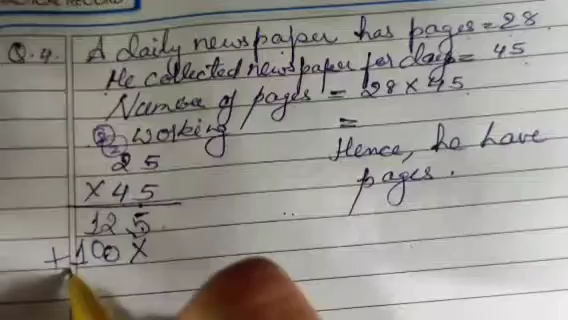 Q.4. A daily newspaper has pages = 28
He collected newspaper for days = 45
Number of pages = 28 × 45
=
Working
25
× 45
125
+ 100 ×
Hence, he have
pages.